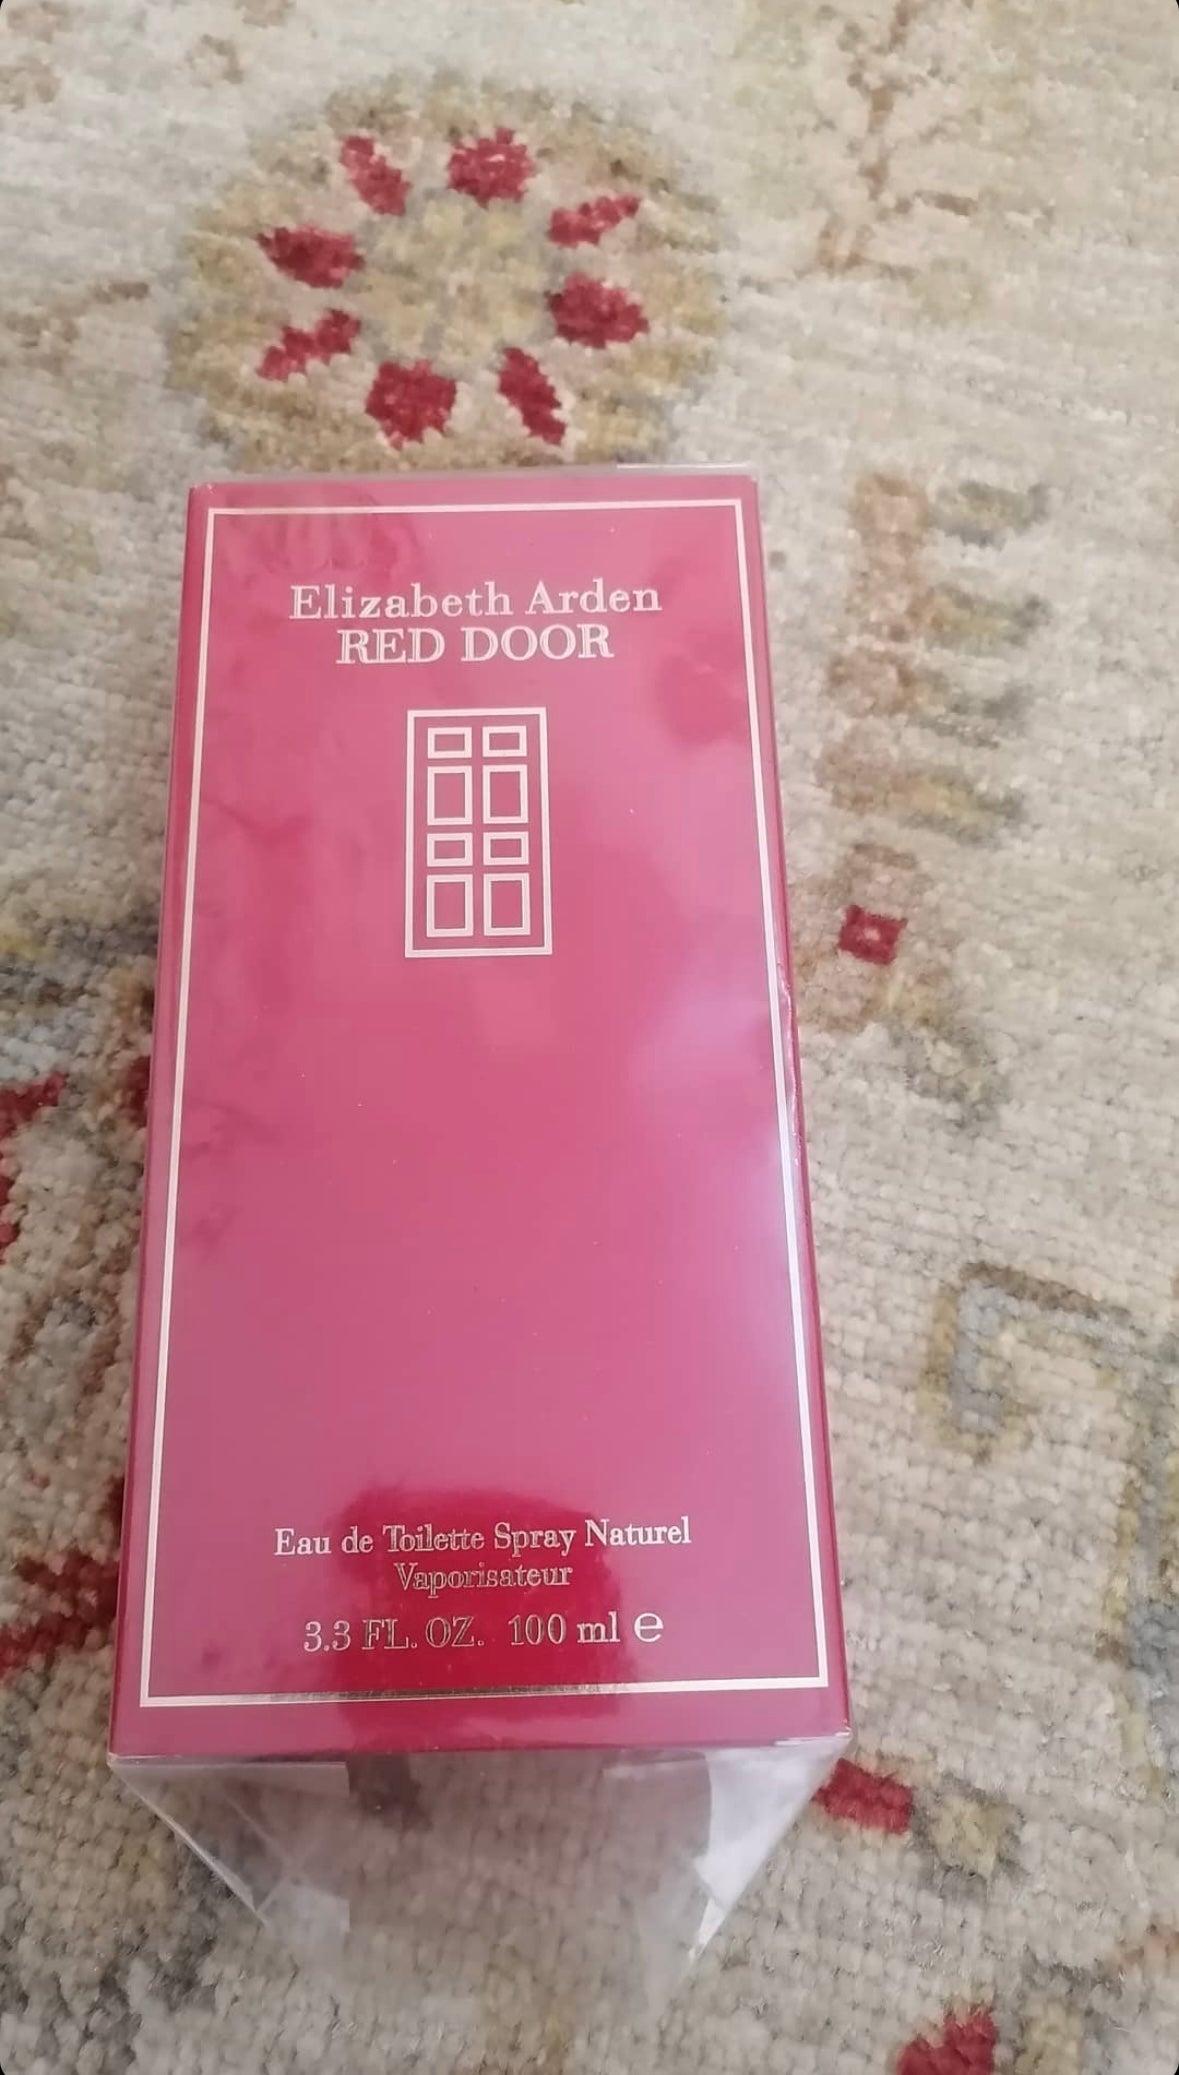 Elizabeth Arden
RED DOOR
Eau de Toilette Spray Naturel
Vaporisateur
3.3 FL. OZ. 100 ml ℮